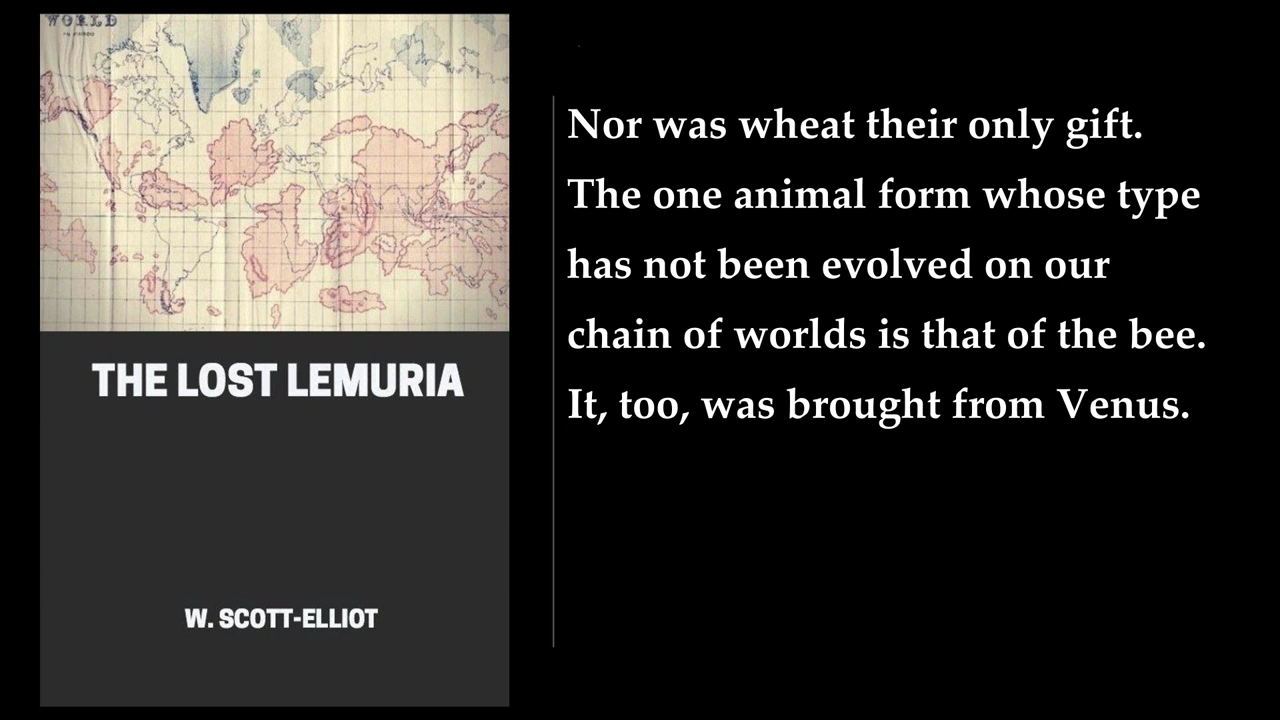 WORLD
THE LOST LEMURIA
W. SCOTT-ELLIOT
Nor was wheat their only gift.
The one animal form whose type
has not been evolved on our
chain of worlds is that of the bee.
It, too, was brought from Venus.